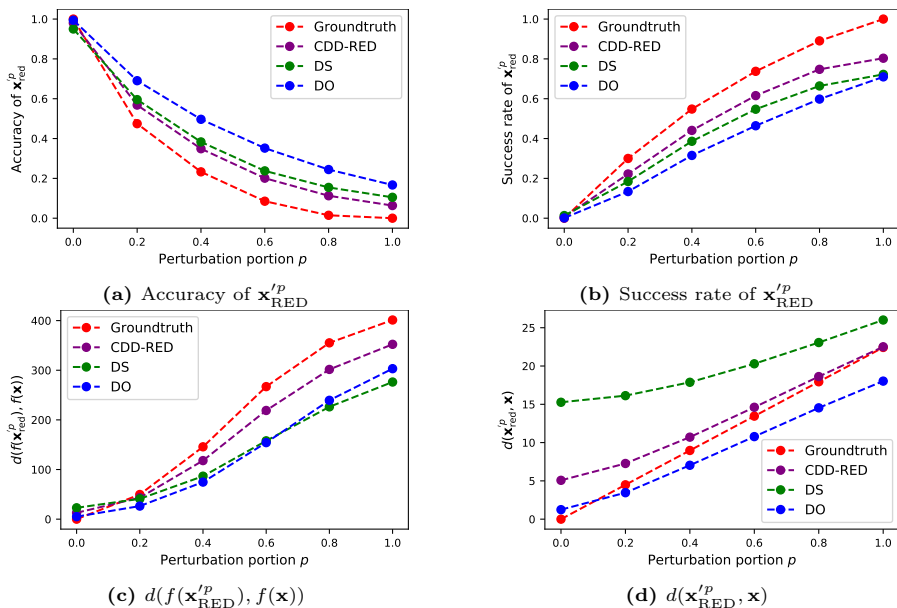 Accuracy of x'^p_red
1.0
0.8
0.6
0.4
0.2
0.0
Groundtruth
CDD-RED
DS
DO
0.0 0.2 0.4 0.6 0.8 1.0
Perturbation portion p
(a) Accuracy of x'^p_RED
Success rate of x'^p_red
1.0
0.8
0.6
0.4
0.2
0.0
Groundtruth
CDD-RED
DS
DO
0.0 0.2 0.4 0.6 0.8 1.0
Perturbation portion p
(b) Success rate of x'^p_RED
d(f(x'^p_red), f(x))
400
300
200
100
0
Groundtruth
CDD-RED
DS
DO
0.0 0.2 0.4 0.6 0.8 1.0
Perturbation portion p
(c) d(f(x'^p_RED), f(x))
d(x'^p_red, x)
25
20
15
10
5
0
Groundtruth
CDD-RED
DS
DO
0.0 0.2 0.4 0.6 0.8 1.0
Perturbation portion p
(d) d(x'^p_RED, x)